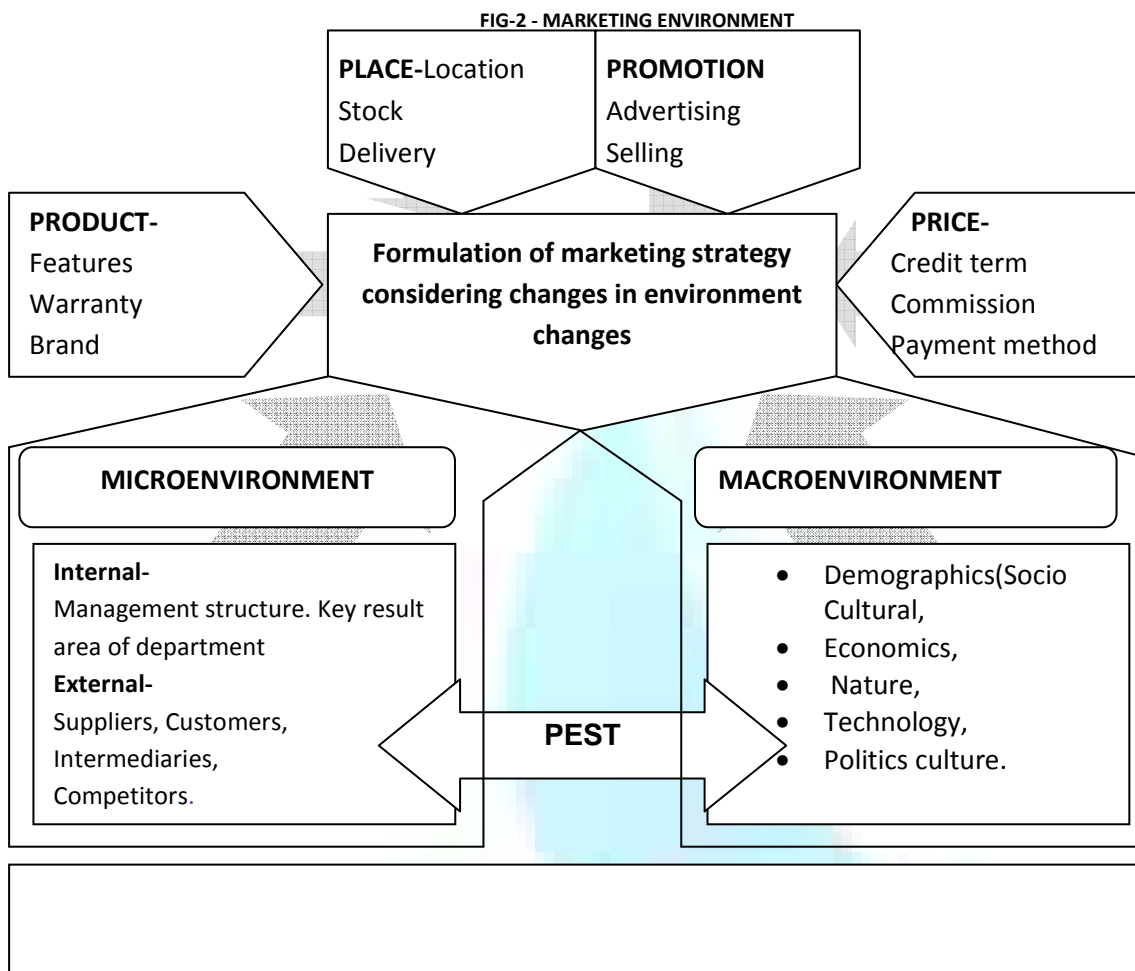 FIG-2 - MARKETING ENVIRONMENT
PLACE-Location
Stock
Delivery
PROMOTION
Advertising
Selling
PRODUCT-
Features
Warranty
Brand
Formulation of marketing strategy
considering changes in environment
changes
PRICE-
Credit term
Commission
Payment method
MICROENVIRONMENT
MACROENVIRONMENT
Internal-
Management structure. Key result
area of department
External-
Suppliers, Customers,
Intermediaries,
Competitors.
PEST
• Demographics(Socio
Cultural,
• Economics,
• Nature,
• Technology,
• Politics culture.